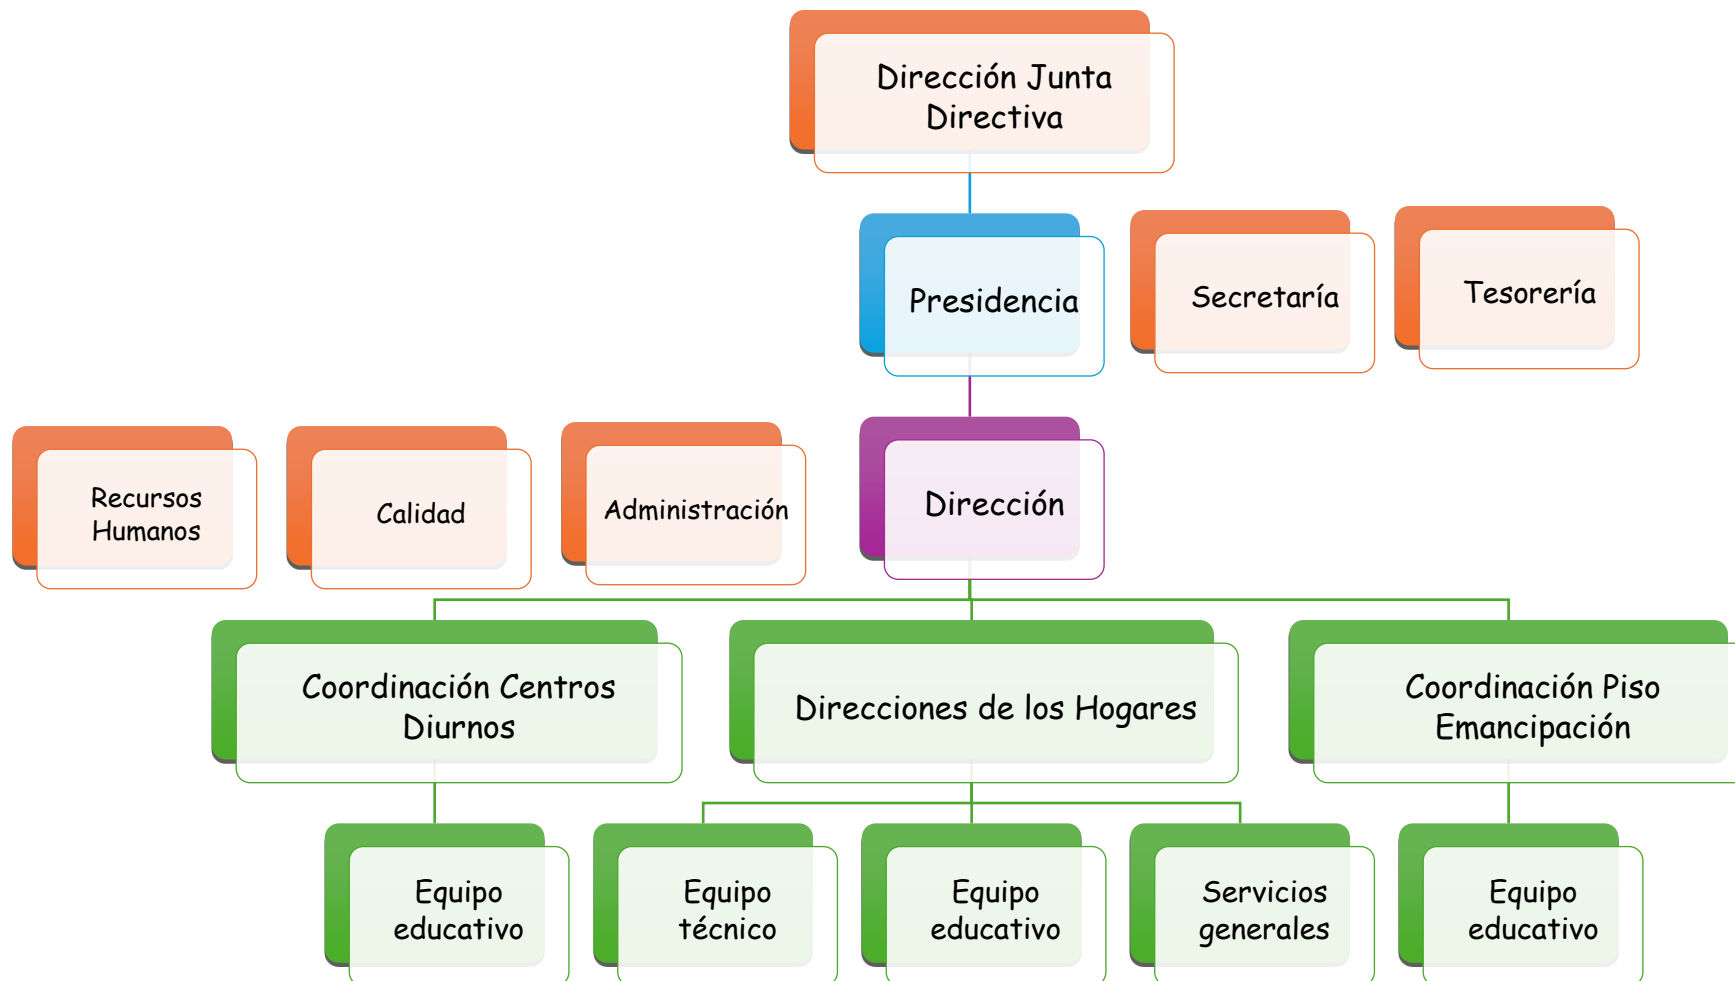 Dirección Junta
Directiva
Presidencia
Secretaría
Tesorería
Recursos
Humanos
Calidad
Administración
Dirección
Coordinación Centros
Diurnos
Direcciones de los Hogares
Coordinación Piso
Emancipación
Equipo
educativo
Equipo
técnico
Equipo
educativo
Servicios
generales
Equipo
educativo